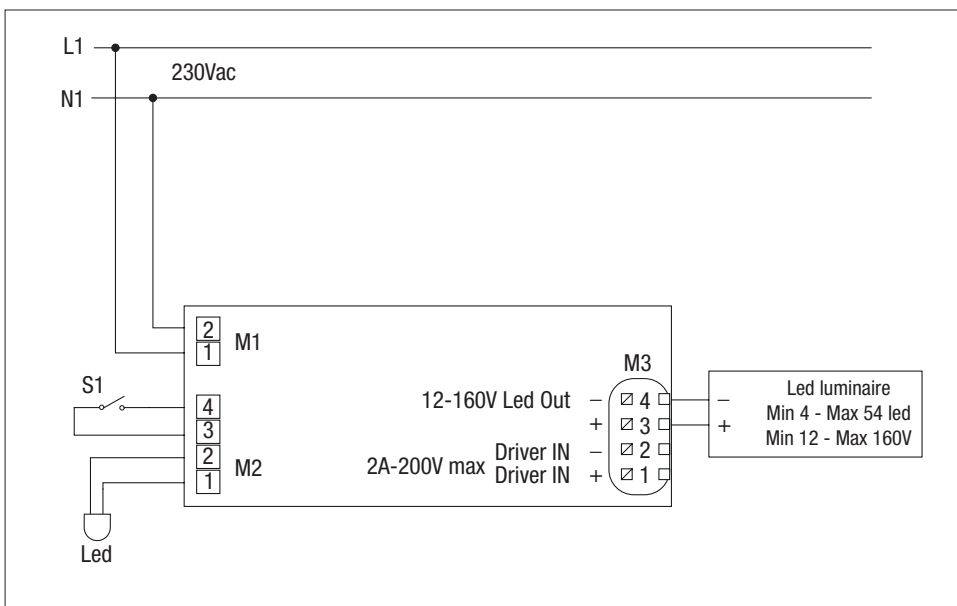 L1
230Vac
N1
2
M1
1
M3
S1
12-160V Led Out
– 4
–
Led luminaire
Min 4 - Max 54 led
Min 12 - Max 160V
4
+ 3
+
3
2
M2
1
2A-200V max
Driver IN – 2
Driver IN + 1
Led